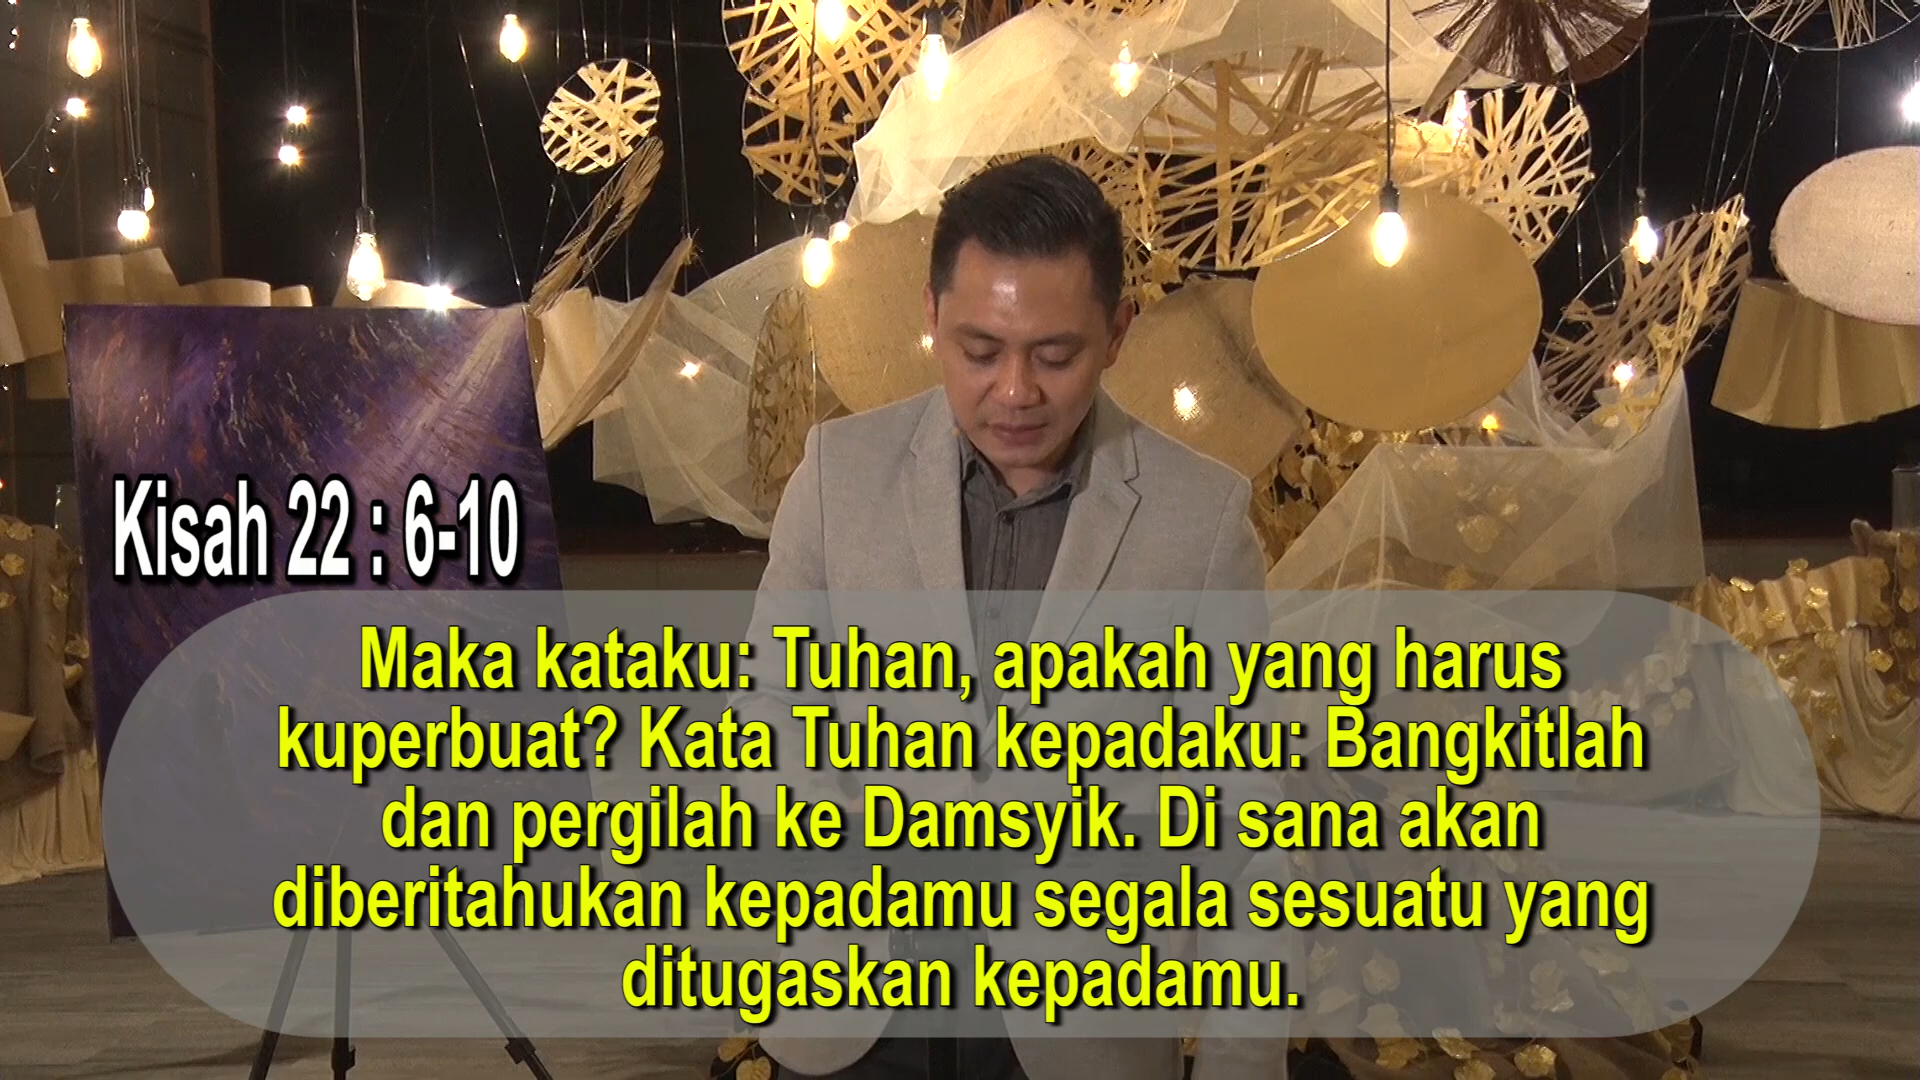 Kisah 22 : 6-10
Maka kataku: Tuhan, apakah yang harus
kuperbuat? Kata Tuhan kepadaku: Bangkitlah
dan pergilah ke Damsyik. Di sana akan
diberitahukan kepadamu segala sesuatu yang
ditugaskan kepadamu.